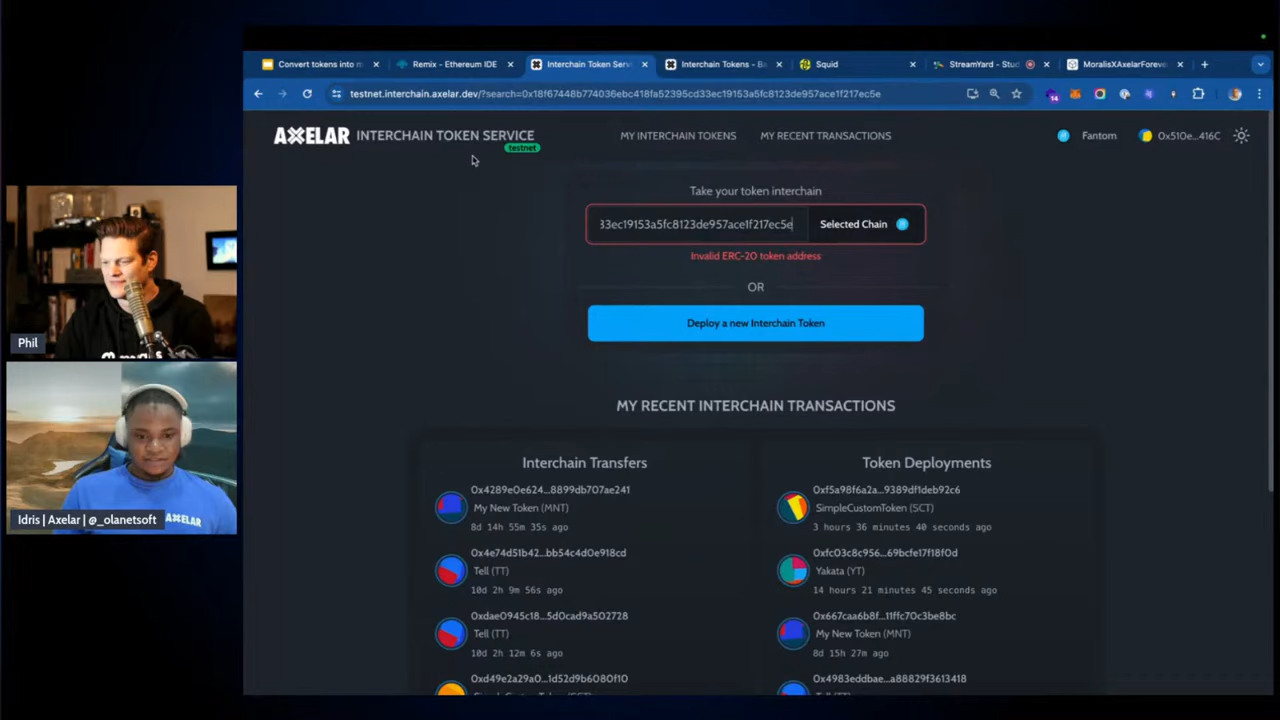 Convert tokens into m
Remix - Ethereum IDE
Interchain Token Serv
Interchain Tokens - Ba
Squid
StreamYard - Stud
MoralisXAxelarForeve
testnet.interchain.axelar.dev/?search=0x18f67448b774036ebc418fa52395cd33ec19153a5fc8123de957ace1f217ec5e
14
AXELAR INTERCHAIN TOKEN SERVICE
testnet
MY INTERCHAIN TOKENS
MY RECENT TRANSACTIONS
Fantom
0x510e...416C
Take your token interchain
33ec19153a5fc8123de957ace1f217ec5e
Selected Chain
Invalid ERC-20 token address
OR
Deploy a new Interchain Token
MY RECENT INTERCHAIN TRANSACTIONS
Interchain Transfers
0x4289e0e624...8899db707ae241
My New Token (MNT)
8d 14h 55m 35s ago
0x4e74d51b42...bb54c4d0e918cd
Tell (TT)
10d 2h 9m 56s ago
0xdae0945c18...5d0cad9a502728
Tell (TT)
10d 2h 12m 6s ago
0xd49e2a29a0...1d52d9b6080f10
Token Deployments
0xf5a98f6a2a...9389df1deb92c6
SimpleCustomToken (SCT)
3 hours 36 minutes 40 seconds ago
0xfc03c8c956...69bcfe17f18f0d
Yakata (YT)
14 hours 21 minutes 45 seconds ago
0x667caa6b8f...11ffc70c3be8bc
My New Token (MNT)
8d 15h 27m ago
0x4983eddbae...a88829f3613418
Phil
AXELAR
Idris | Axelar | @_olanetsoft